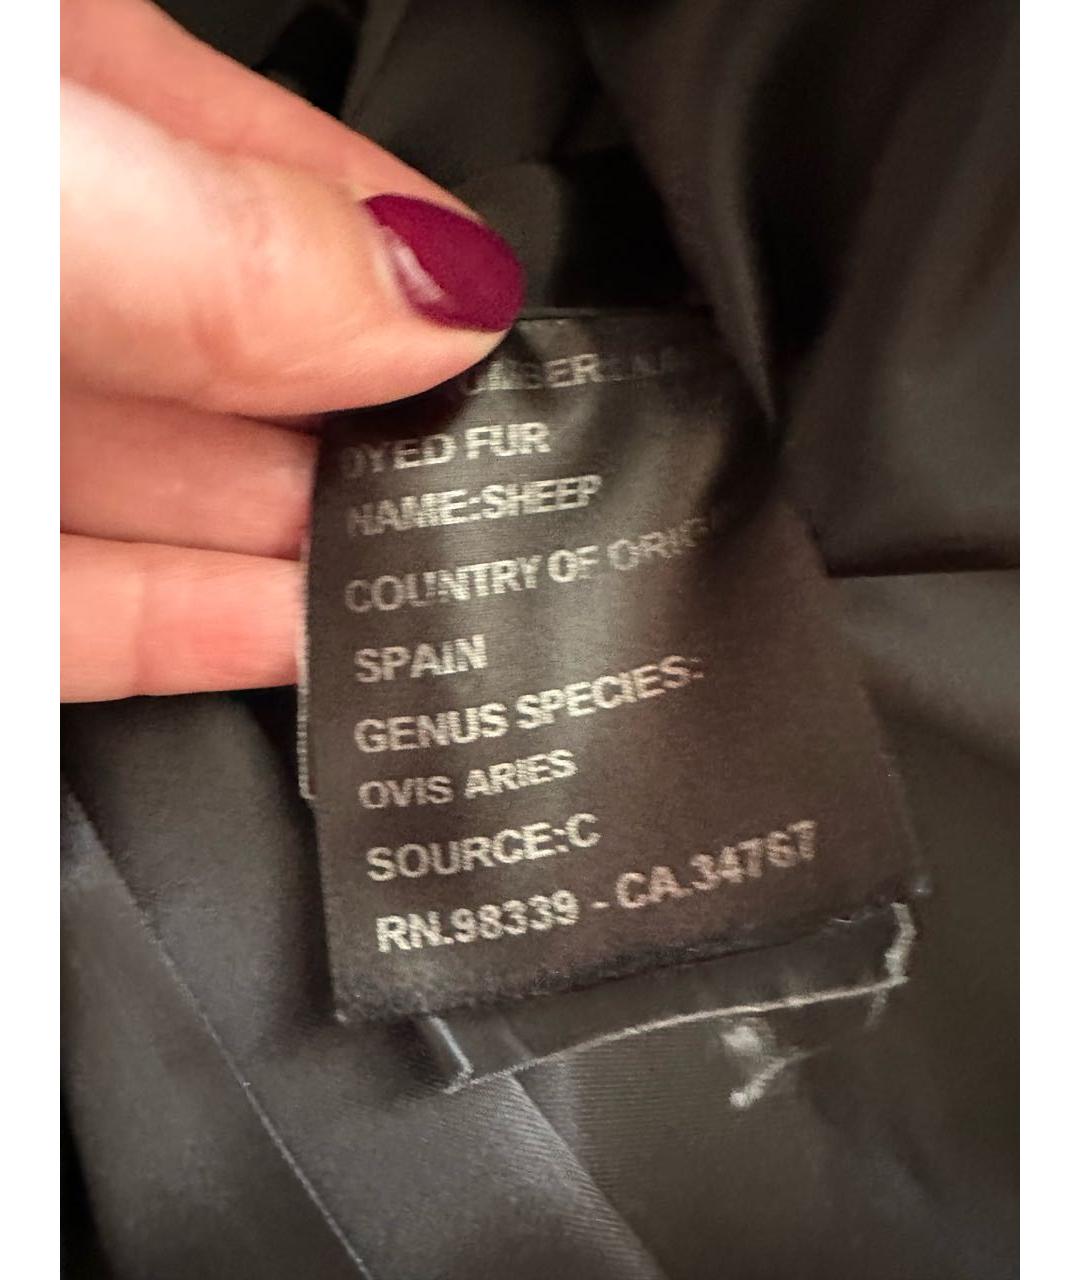 DYED FUR
NAME:SHEEP
COUNTRY OF ORIG
SPAIN
GENUS SPECIES:
OVIS ARIES
SOURCE:C
RN.98339 - CA.34767